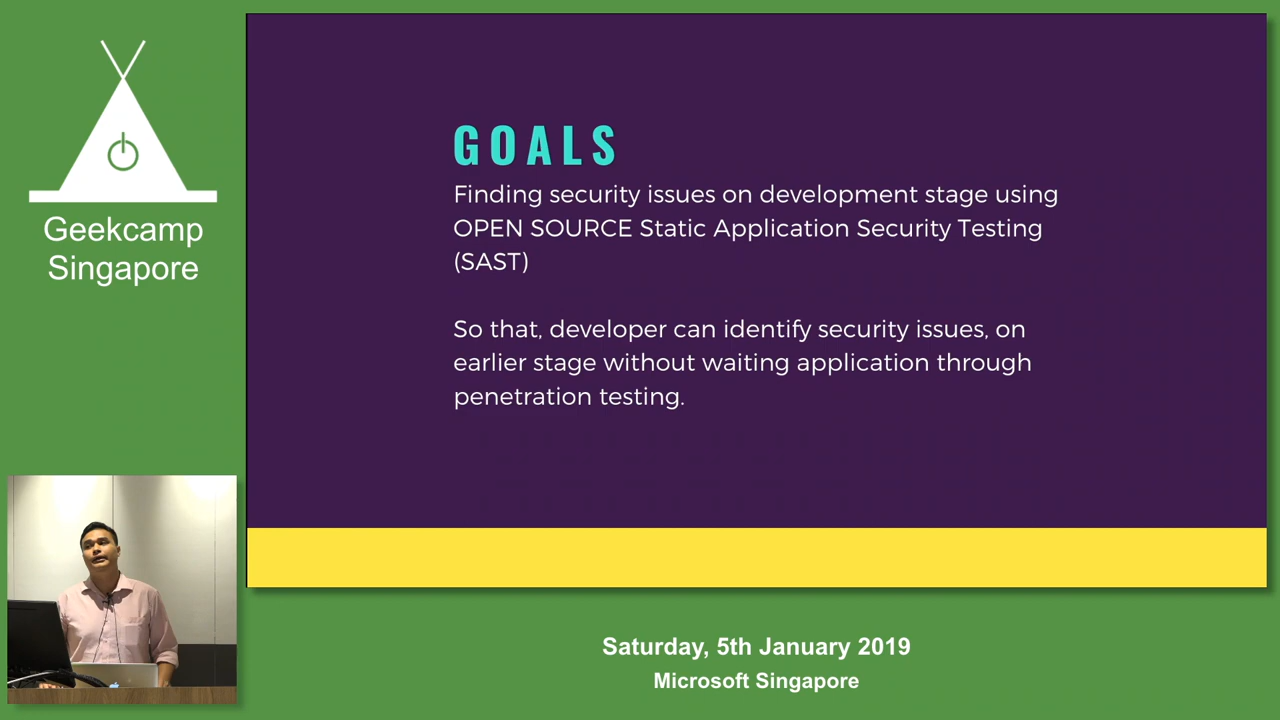 Geekcamp
Singapore
GOALS
Finding security issues on development stage using
OPEN SOURCE Static Application Security Testing
(SAST)
So that, developer can identify security issues, on
earlier stage without waiting application through
penetration testing.
Saturday, 5th January 2019
Microsoft Singapore